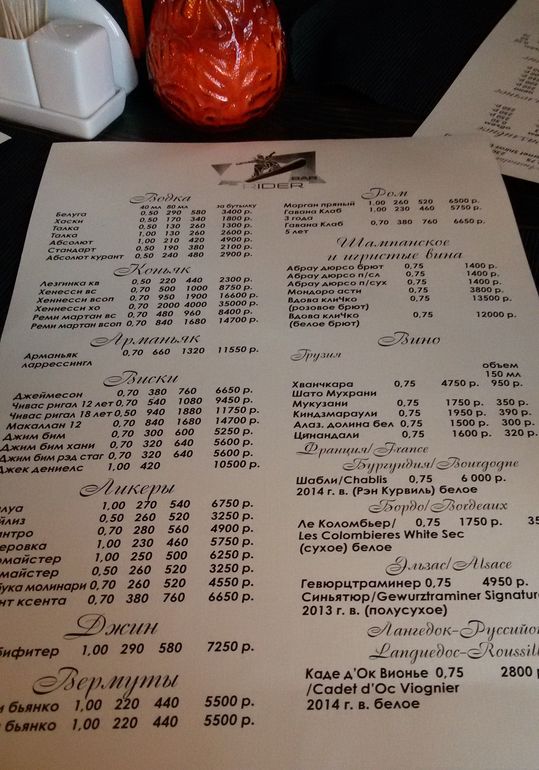 BAR
RIDER
Водка
40 мл 80 мл за бутылку
Белуга 0,50 290 580 3400 р.
Хаски 0,50 170 340 1800 р.
Талка 0,50 130 260 1300 р.
Талка 1,00 130 260 2600 р.
Абсолют 1,00 210 420 4900 р.
Стандарт 0,50 190 380 2100 р.
Абсолют курант 0,50 240 480 2900 р.
Коньяк
Лезгинка кв 0,50 220 440 2300 р.
Хенесси вс 0,70 500 1000 8750 р.
Хеннесси всоп 0,70 950 1900 16600 р.
Хеннесси хо 0,70 2000 4000 35000 р.
Реми мартан вс 0,70 480 960 8400 р.
Реми мартан всоп 0,70 840 1680 14700 р.
Арманьяк
Арманьяк 0,70 660 1320 11550 р.
ларрессингл
Виски
Джеймесон 0,70 380 760 6650 р.
Чивас ригал 12 лет 0,70 540 1080 9450 р.
Чивас ригал 18 лет 0,50 940 1880 11750 р.
Макаллан 12 0,70 840 1680 14700 р.
Джим бим 0,70 300 600 5250 р.
Джим бим хани 0,70 320 640 5600 р.
Джим бим рэд стаг 0,70 320 640 5600 р.
Джек дениелс 1,00 420 10500 р.
Ликеры
луа 1,00 270 540 6750 р.
йлиз 0,50 260 520 3250 р.
нтро 0,70 280 560 4900 р.
еровка 1,00 230 460 5750 р.
рмайстер 1,00 250 500 6250 р.
майстер 0,50 260 520 3250 р.
бука молинари 0,70 260 520 4550 р.
нт ксента 0,70 380 760 6650 р.
Джин
бифитер 1,00 290 580 7250 р.
Вермуты
и бьянко 1,00 220 440 5500 р.
и бьянко 1,00 220 440 5500 р.
Ром
Морган пряный 1,00 260 520 6500 р.
Гавана Клаб 1,00 230 460 5750 р.
3 года
Гавана Клаб 0,70 380 760 6650 р.
5 лет
Шампанское
и игристые вина
Абрау дюрсо брют 0,75 1400 р.
Абрау дюрсо п/сл 0,75 1400 р.
Абрау дюрсо п/сух 0,75 1400 р.
Мондоро асти 0,75 3800 р.
Вдова клиЧко 0,75 13500 р.
(розовое брют)
Вдова клиЧко 0,75 12000 р.
(белое брют)
Вино
Грузия
объем
150 мл
Хванчкара 0,75 4750 р. 950 р.
Шато Мухрани
Мукузани 0,75 1750 р. 350 р.
Киндзмараули 0,75 1950 р. 390 р.
Алаз. долина бел 0,75 1500 р. 300 р.
Цинандали 0,75 1600 р. 320 р.
Франция/France
Бургундия/Bourgogne
Шабли/Chablis 0,75 6 000 р.
2014 г. в. (Рэн Курвиль) белое
Бордо/Bordeaux
Ле Коломбьер/ 0,75 1750 р. 35
Les Colombieres White Sec
(сухое) белое
Эльзас/Alsace
Гевюрцтраминер 0,75 4950 р.
Синьятюр/Gewurztraminer Signature
2013 г. в. (полусухое)
Лангедок-Руссийо
Languedoc-Roussill
Каде д'Ок Вионье 0,75 2800 р
/Cadet d'Oc Viognier
2014 г. в. белое